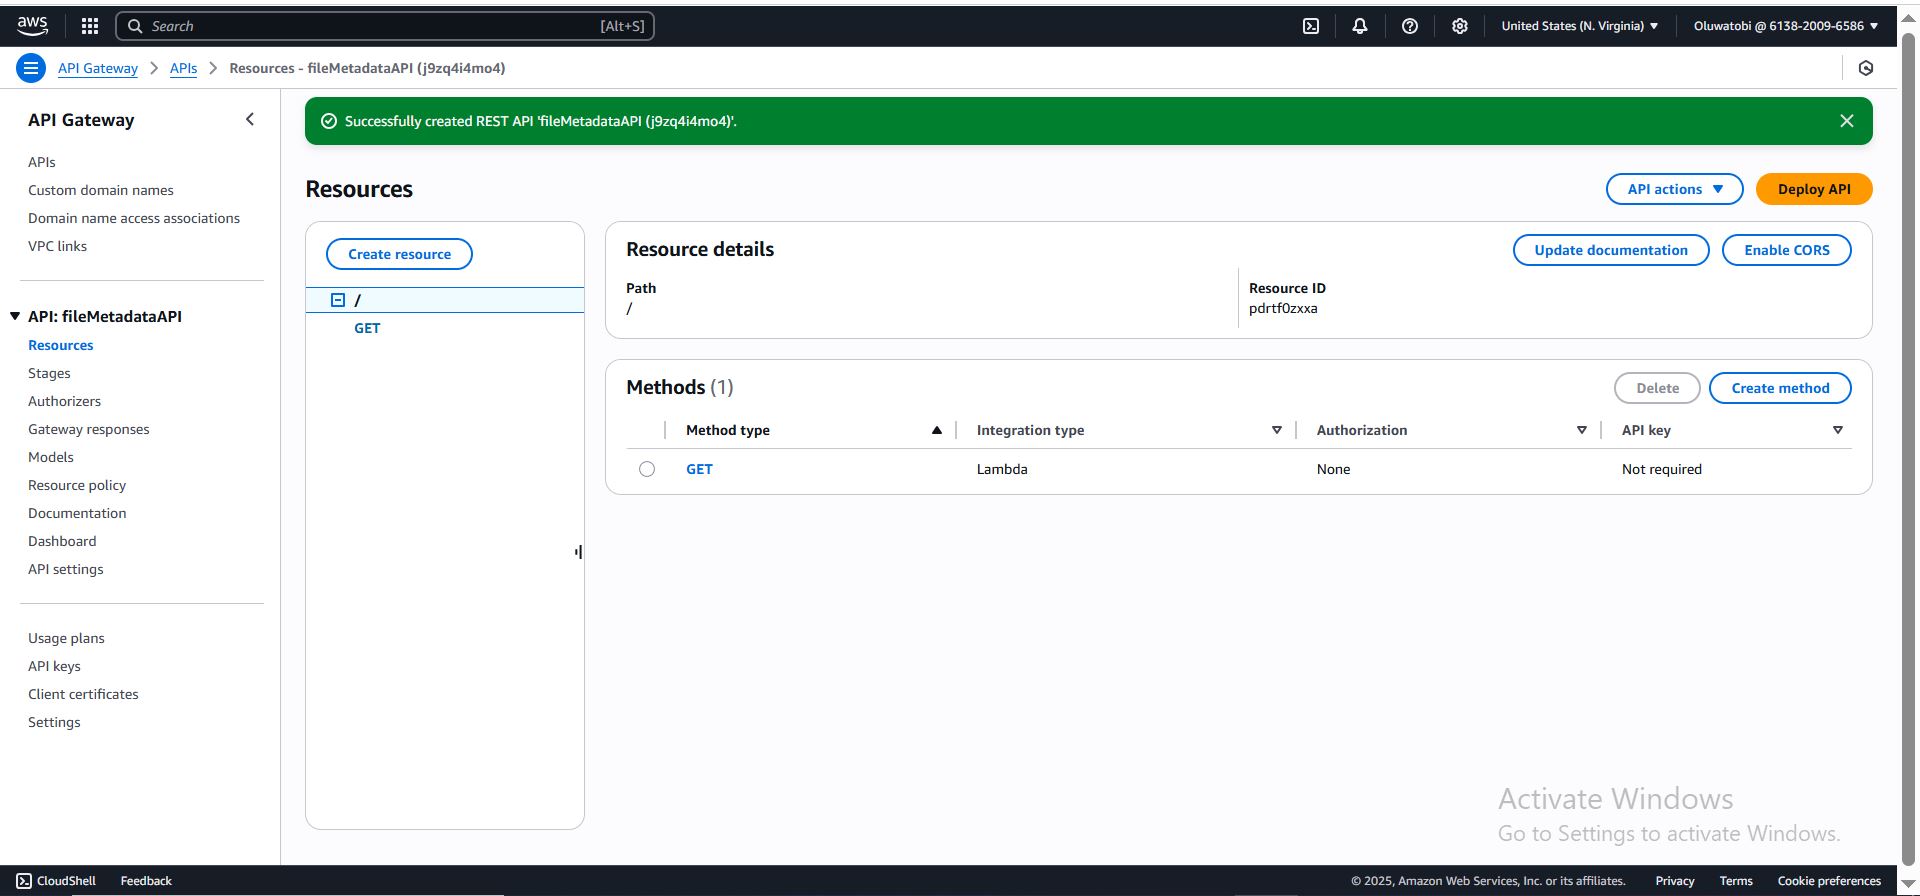 aws
Search
[Alt+S]
United States (N. Virginia)
Oluwatobi @ 6138-2009-6586
API Gateway
APIs
Resources - fileMetadataAPI (j9zq4i4mo4)
API Gateway
APIs
Custom domain names
Domain name access associations
VPC links
API: fileMetadataAPI
Resources
Stages
Authorizers
Gateway responses
Models
Resource policy
Documentation
Dashboard
API settings
Usage plans
API keys
Client certificates
Settings
Successfully created REST API 'fileMetadataAPI (j9zq4i4mo4)'.
Resources
API actions
Deploy API
Create resource
/
GET
Resource details
Update documentation
Enable CORS
Path
/
Resource ID
pdrtf0zxxa
Methods (1)
Delete
Create method
Method type
Integration type
Authorization
API key
GET
Lambda
None
Not required
Activate Windows
Go to Settings to activate Windows.
CloudShell
Feedback
© 2025, Amazon Web Services, Inc. or its affiliates.
Privacy
Terms
Cookie preferences